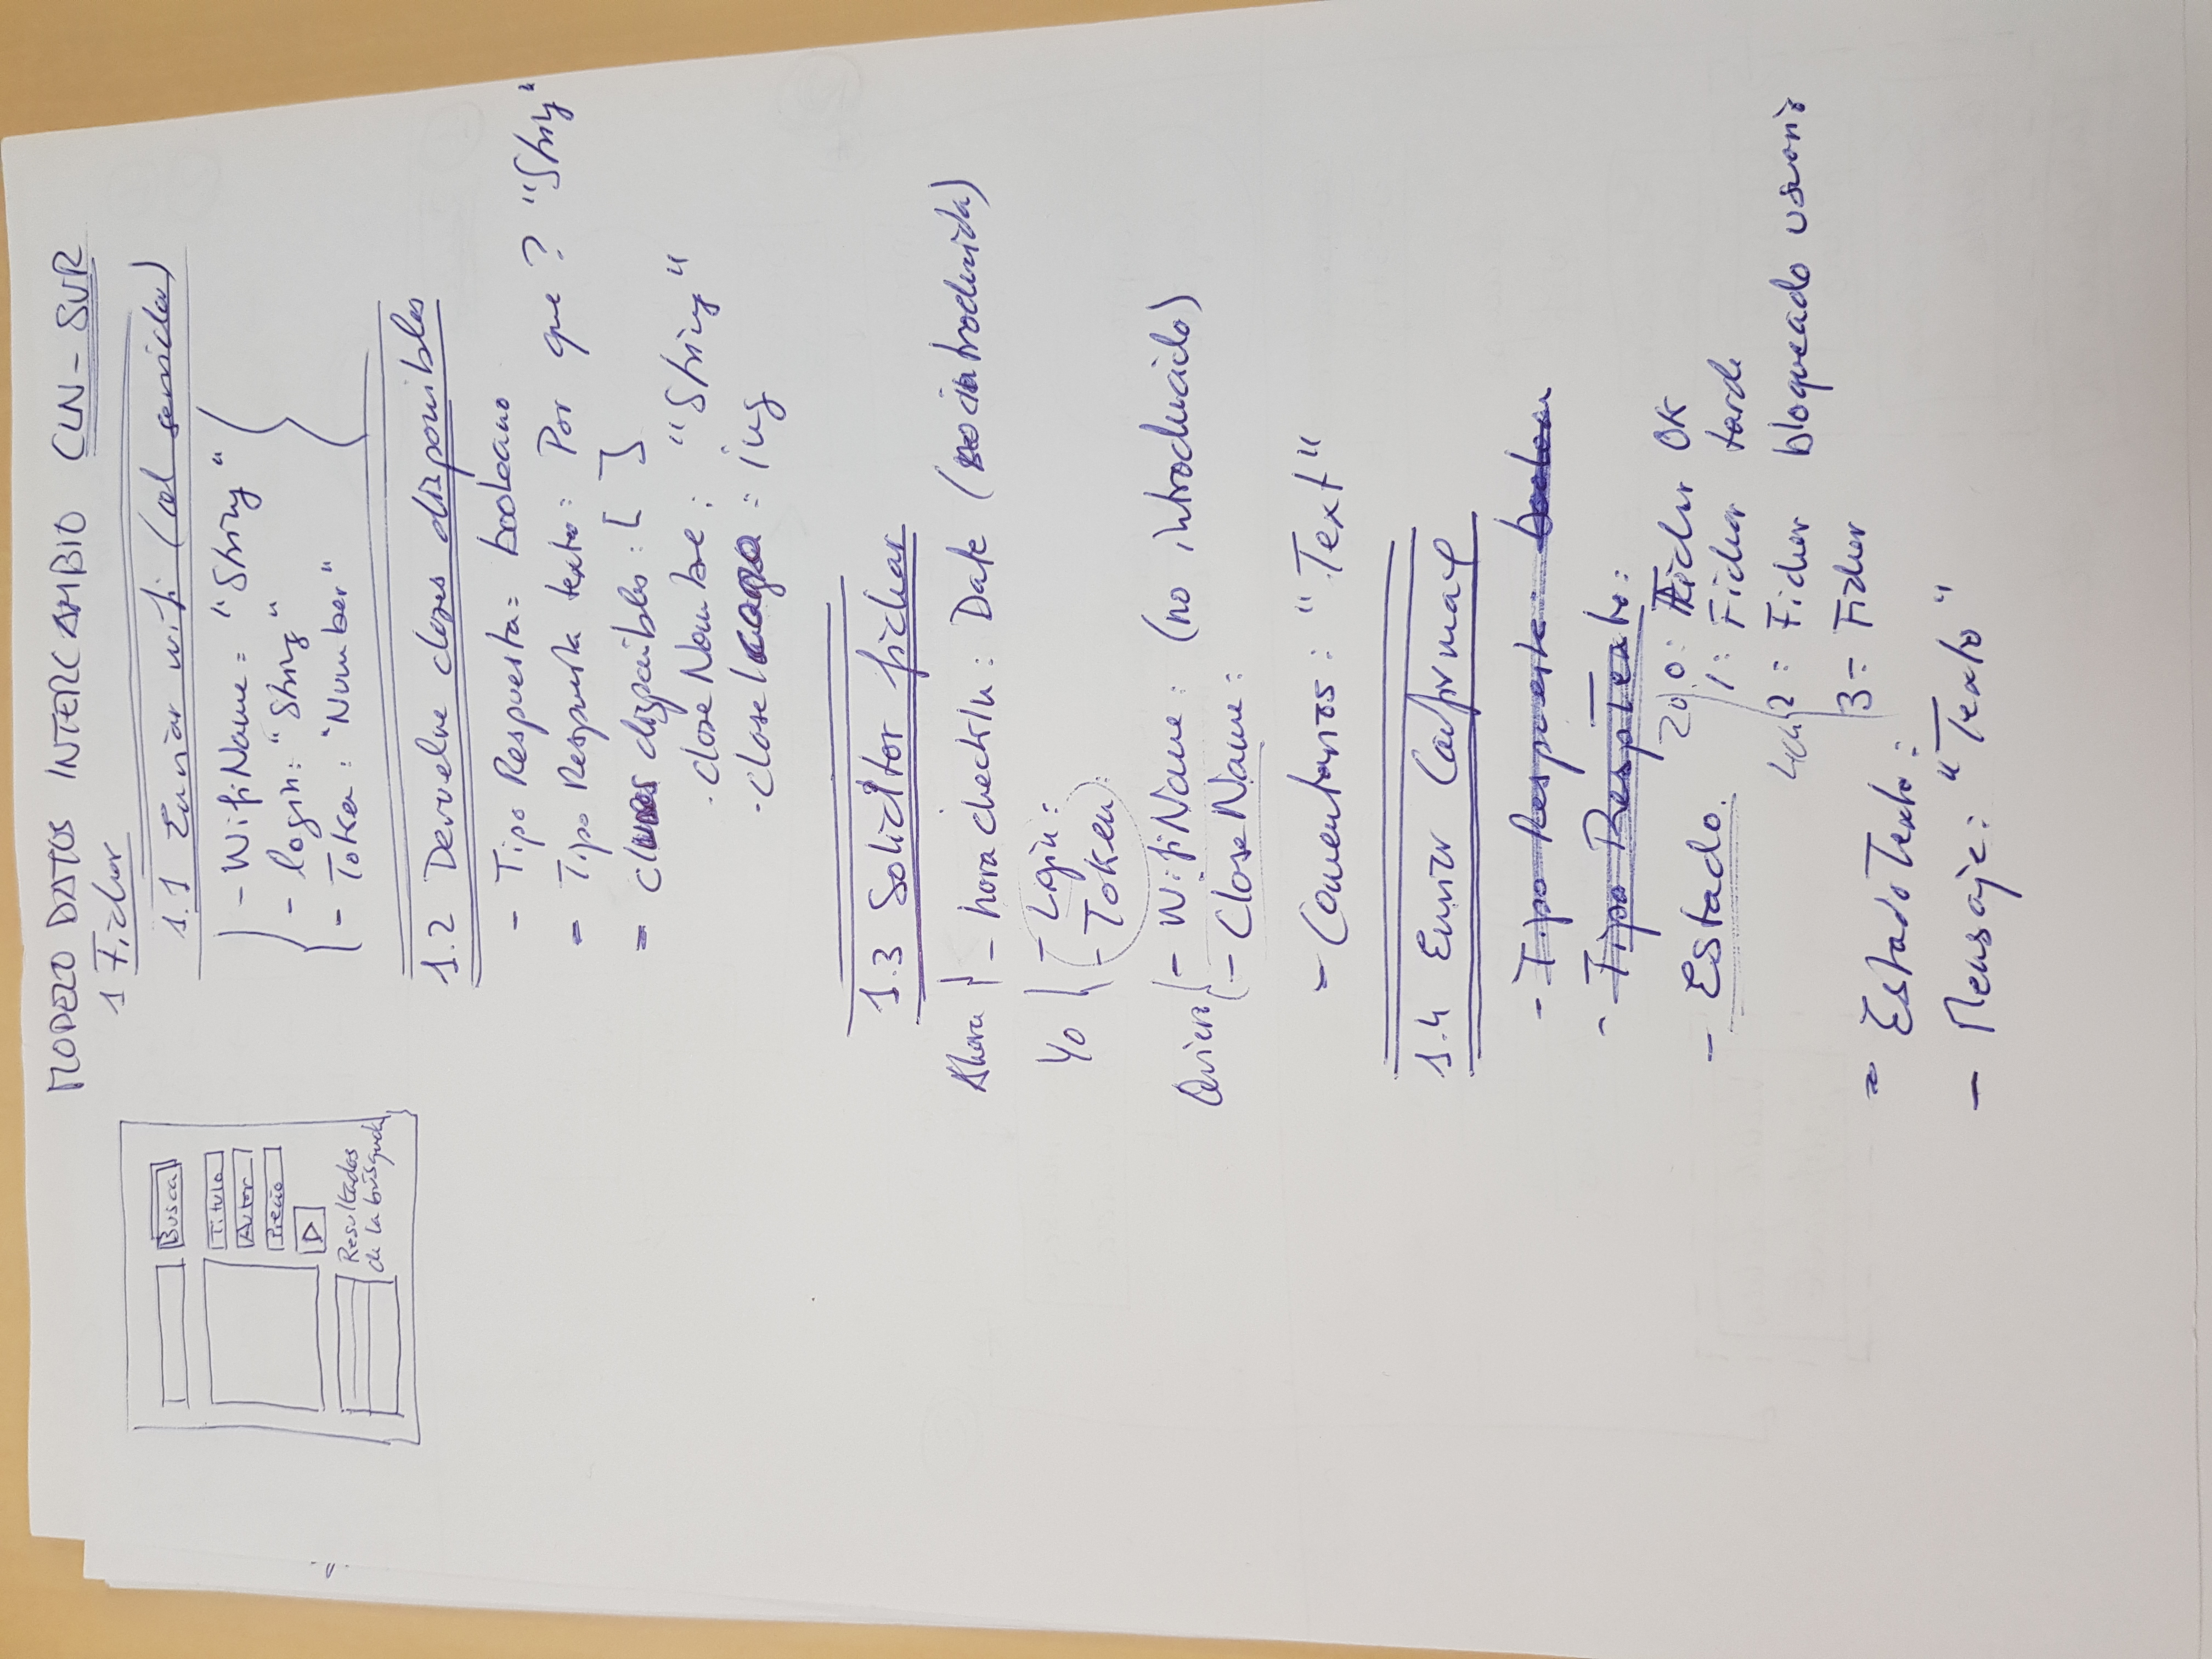 MODELO DATOS INTERCAMBIO CLN-SVR
1 Fichar
Busca
Titulo
Autor
Precio
Resultados
de la búsqueda
1.1 Enviar wifi (al servidor)
- WifiName: "String"
- login: "String"
- Token: "Number"
1.2 Devuelve clases disponibles
- Tipo Respuesta: booleano
- Tipo Respuesta texto: Por que? "String"
- clases disponibles: [ ]
· claseNombre: "String"
· clase : img
1.3 Solicitar fichar
Ahora - hora checkIn: Date (no introducida)
Yo - Login:
- Token:
Quiero - WifiName: (no introducido)
- ClaseName:
- Comentarios: "Text"
1.4 Enviar
- Tipo Respuesta: boolean
- Tipo RespTexto:
- Estado. 200: Fichar OK
1: Fichar tarde
2: Fichar bloqueado usuario
3= Fichar
- EstadoTexto:
- Mensaje: "Texto"